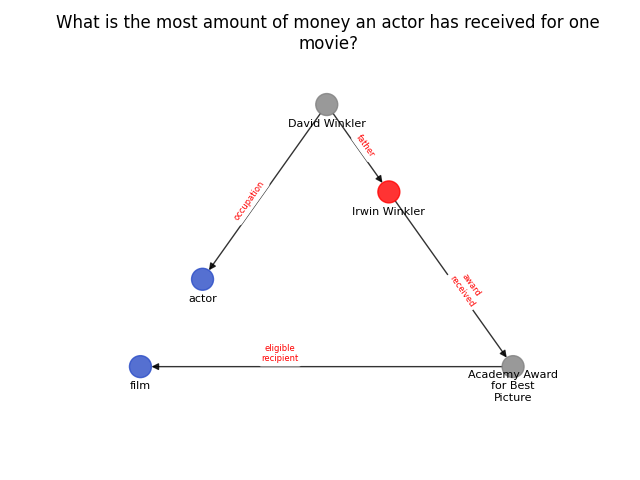 What is the most amount of money an actor has received for one
movie?
David Winkler
father
occupation
Irwin Winkler
award
received
actor
eligible
recipient
film
Academy Award
for Best
Picture